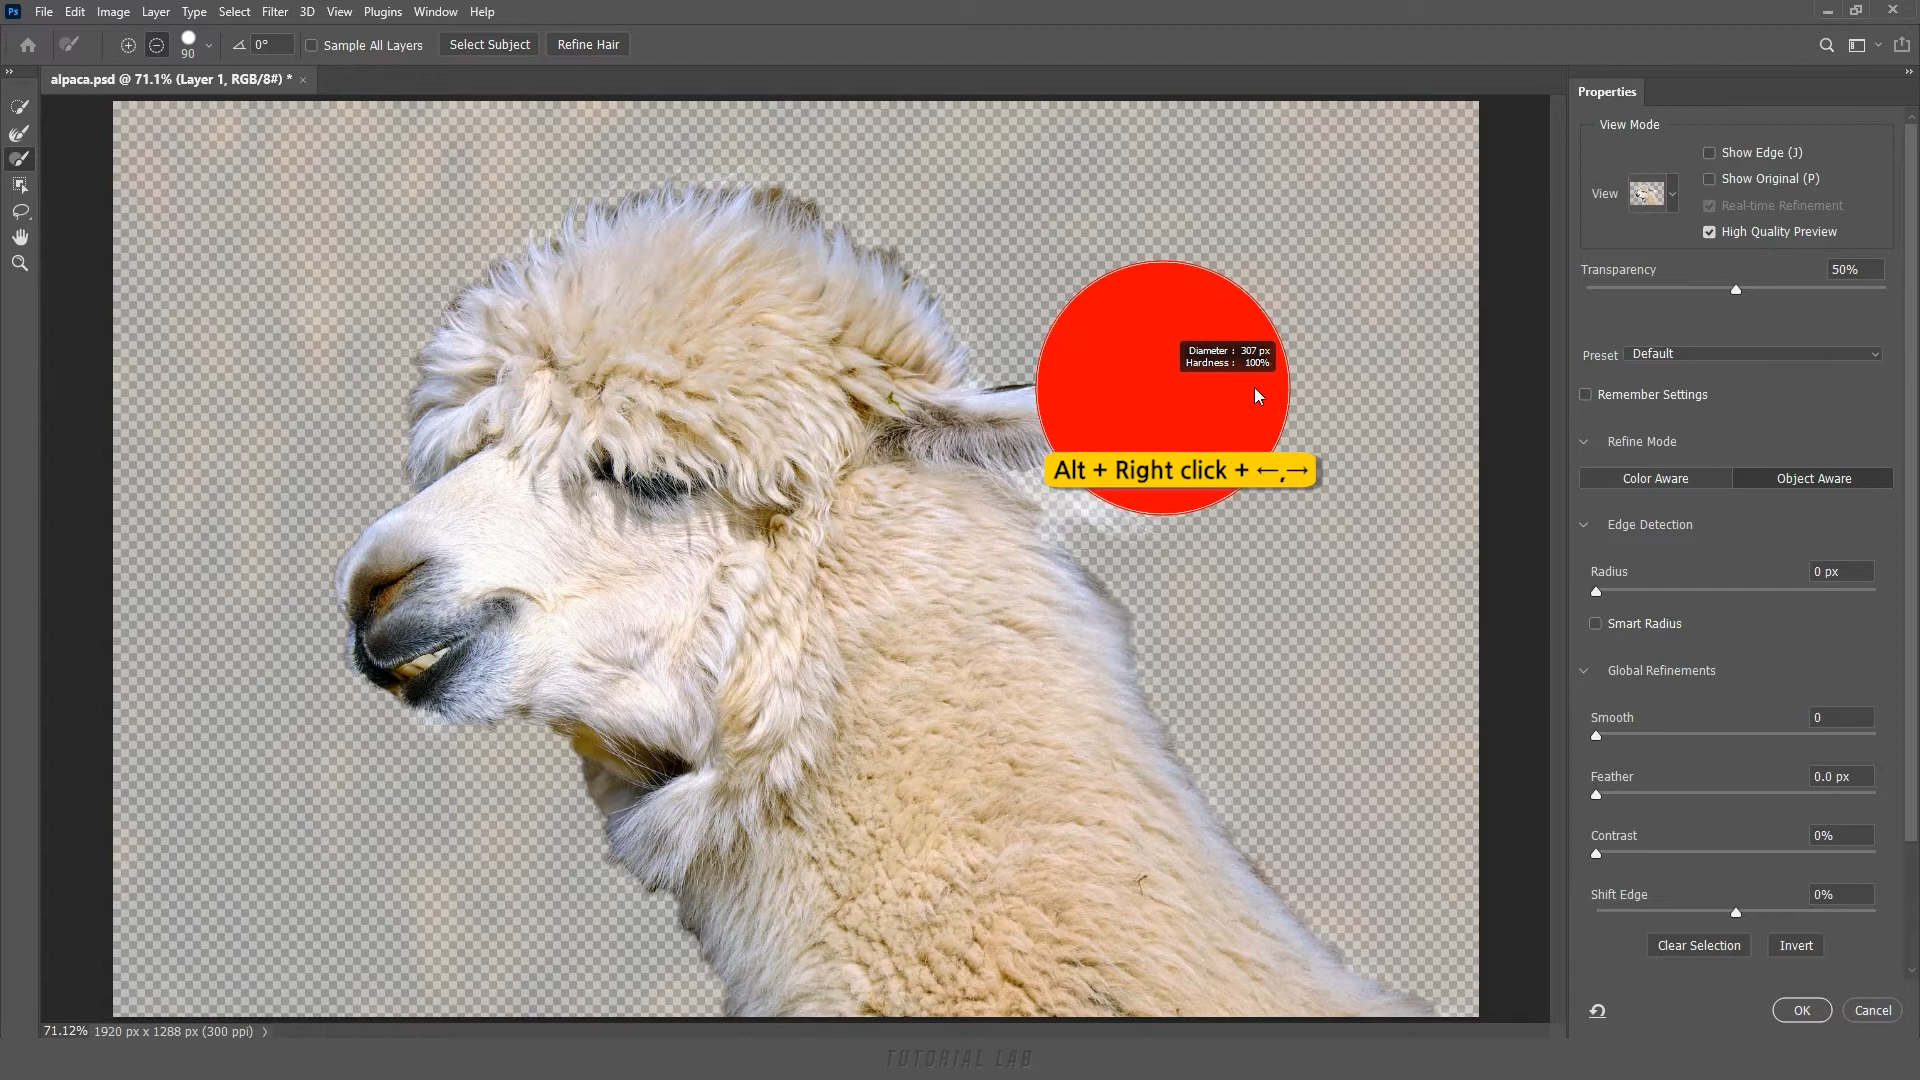 Ps File Edit Image Layer Type Select Filter 3D View Plugins Window Help
90 0° Sample All Layers Select Subject Refine Hair
alpaca.psd @ 71.1% (Layer 1, RGB/8#) * ×
Properties
View Mode
Show Edge (J)
Show Original (P)
View
Real-time Refinement
High Quality Preview
Transparency 50%
Preset Default
Remember Settings
Refine Mode
Color Aware Object Aware
Edge Detection
Radius 0 px
Smart Radius
Global Refinements
Smooth 0
Feather 0.0 px
Contrast 0%
Shift Edge 0%
Clear Selection Invert
OK Cancel
Diameter : 307 px
Hardness : 100%
Alt + Right click + ←,→
71.12% 1920 px x 1288 px (300 ppi) >
TUTORIAL LAB